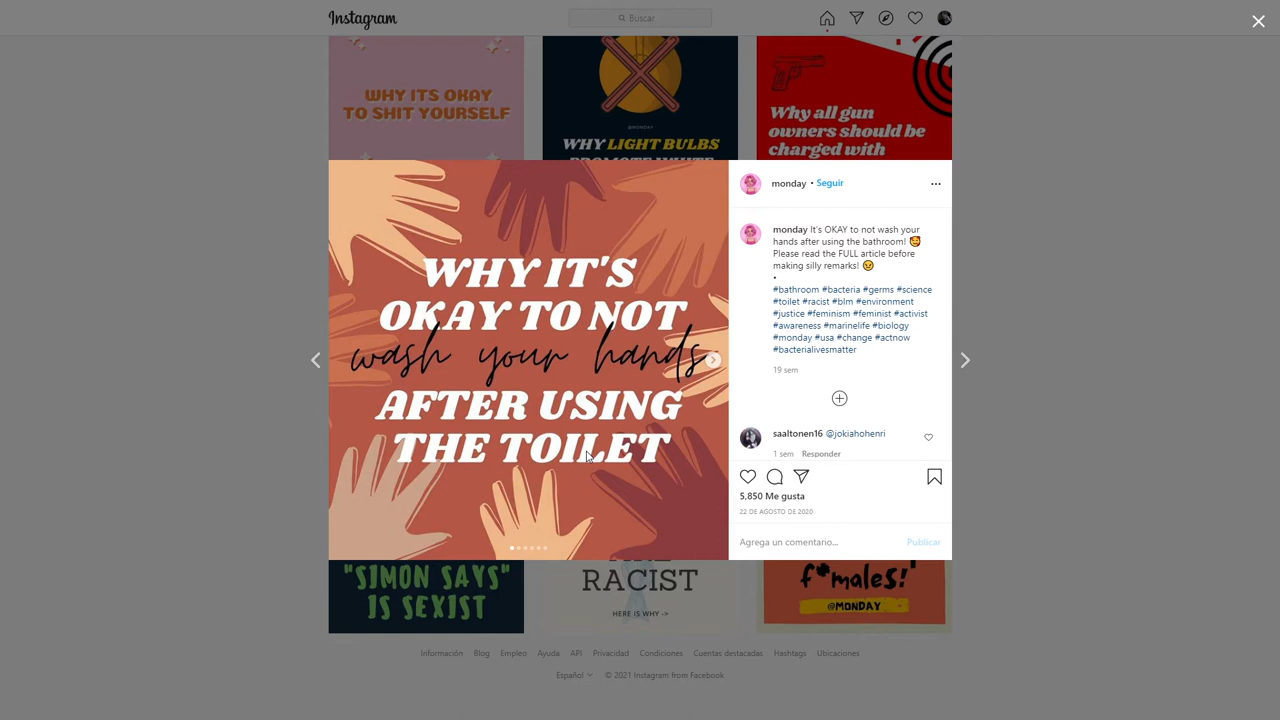 Instagram
Buscar
WHY ITS OKAY
TO SHIT YOURSELF
@MONDAY
WHY LIGHT BULBS
PROMOTE WHITE
Why all gun
owners should be
charged with
WHY IT'S
OKAY TO NOT
wash your hands
AFTER USING
THE TOILET
monday • Seguir
monday It's OKAY to not wash your
hands after using the bathroom! 🥰
Please read the FULL article before
making silly remarks! 😉
•
#bathroom #bacteria #germs #science
#toilet #racist #blm #environment
#justice #feminism #feminist #activist
#awareness #marinelife #biology
#monday #usa #change #actnow
#bacterialivesmatter
19 sem
saaltonen16 @jokiahohenri
1 sem Responder
5.850 Me gusta
22 DE AGOSTO DE 2020
Agrega un comentario... Publicar
"SIMON SAYS"
IS SEXIST
ARE
RACIST
HERE IS WHY ->
f*males!"
@MONDAY
Información Blog Empleo Ayuda API Privacidad Condiciones Cuentas destacadas Hashtags Ubicaciones
Español © 2021 Instagram from Facebook